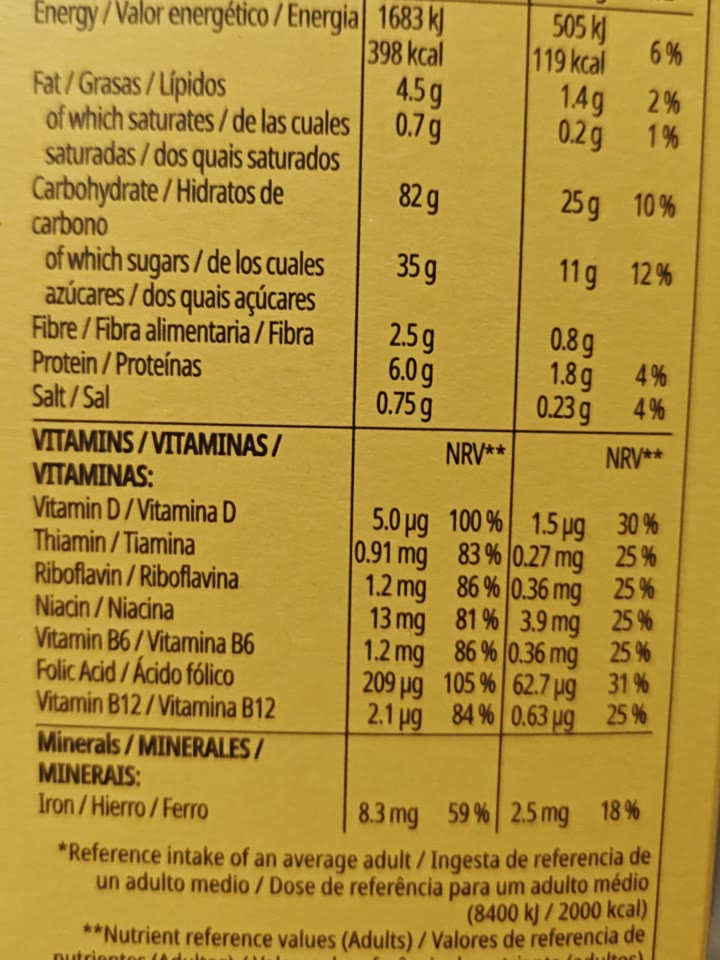 Energy / Valor energético / Energia 1683 kJ 505 kJ
398 kcal 119 kcal 6 %
Fat / Grasas / Lípidos 4.5 g 1.4 g 2 %
of which saturates / de las cuales 0.7 g 0.2 g 1 %
saturadas / dos quais saturados
Carbohydrate / Hidratos de 82 g 25 g 10 %
carbono
of which sugars / de los cuales 35 g 11 g 12 %
azúcares / dos quais açúcares
Fibre / Fibra alimentaria / Fibra 2.5 g 0.8 g
Protein / Proteínas 6.0 g 1.8 g 4 %
Salt / Sal 0.75 g 0.23 g 4 %
VITAMINS / VITAMINAS / NRV** NRV**
VITAMINAS:
Vitamin D / Vitamina D 5.0 µg 100 % 1.5 µg 30 %
Thiamin / Tiamina 0.91 mg 83 % 0.27 mg 25 %
Riboflavin / Riboflavina 1.2 mg 86 % 0.36 mg 25 %
Niacin / Niacina 13 mg 81 % 3.9 mg 25 %
Vitamin B6 / Vitamina B6 1.2 mg 86 % 0.36 mg 25 %
Folic Acid / Ácido fólico 209 µg 105 % 62.7 µg 31 %
Vitamin B12 / Vitamina B12 2.1 µg 84 % 0.63 µg 25 %
Minerals / MINERALES /
MINERAIS:
Iron / Hierro / Ferro 8.3 mg 59 % 2.5 mg 18 %
*Reference intake of an average adult / Ingesta de referencia de
un adulto medio / Dose de referência para um adulto médio
(8400 kJ / 2000 kcal)
**Nutrient reference values (Adults) / Valores de referencia de